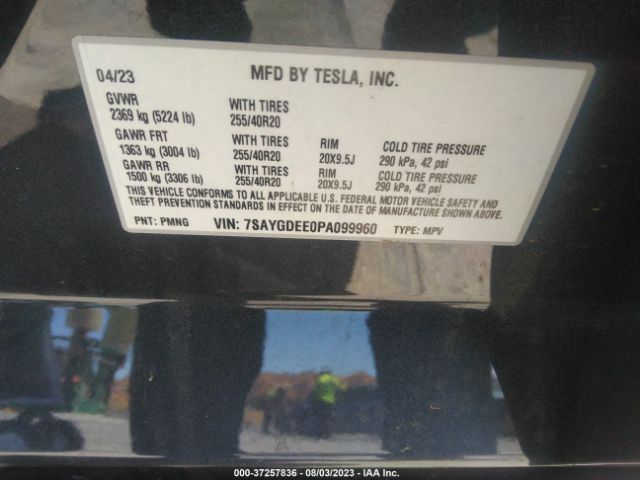 04/23 MFD BY TESLA, INC.
GVWR WITH TIRES
2369 kg (5224 lb) 255/40R20
GAWR FRT WITH TIRES RIM COLD TIRE PRESSURE
1363 kg (3004 lb) 255/40R20 20X9.5J 290 kPa, 42 psi
GAWR RR WITH TIRES RIM COLD TIRE PRESSURE
1500 kg (3306 lb) 255/40R20 20X9.5J 290 kPa, 42 psi
THIS VEHICLE CONFORMS TO ALL APPLICABLE U.S. FEDERAL MOTOR VEHICLE SAFETY AND
THEFT PREVENTION STANDARDS IN EFFECT ON THE DATE OF MANUFACTURE SHOWN ABOVE.
PNT: PMNG VIN: 7SAYGDEE0PA099960 TYPE: MPV
000-37257836 - 08/03/2023 - IAA Inc.